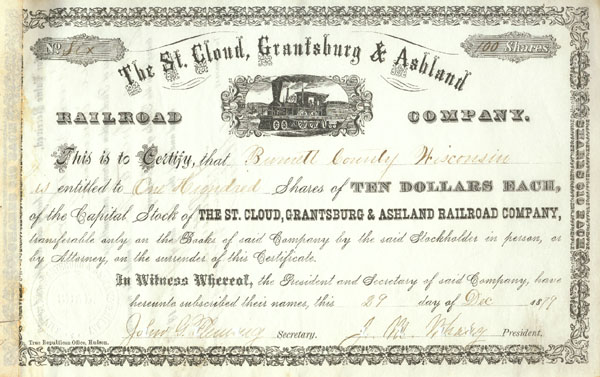 No. Six
100 Shares
The St. Cloud, Grantsburg & Ashland
RAILROAD COMPANY.
This is to Certify, that Burnett County Wisconsin
is entitled to One Hundred Shares of TEN DOLLARS EACH,
of the Capital Stock of THE ST. CLOUD, GRANTSBURG & ASHLAND RAILROAD COMPANY,
transferable only on the Books of said Company by the said Stockholder in person, or
by Attorney, on the surrender of this Certificate.
In Witness Whereof, the President and Secretary of said Company, have
hereunto subscribed their names, this 29 day of Dec 1879
Secretary. President.
True Republican Office, Hudson.
SHARES $10 EACH